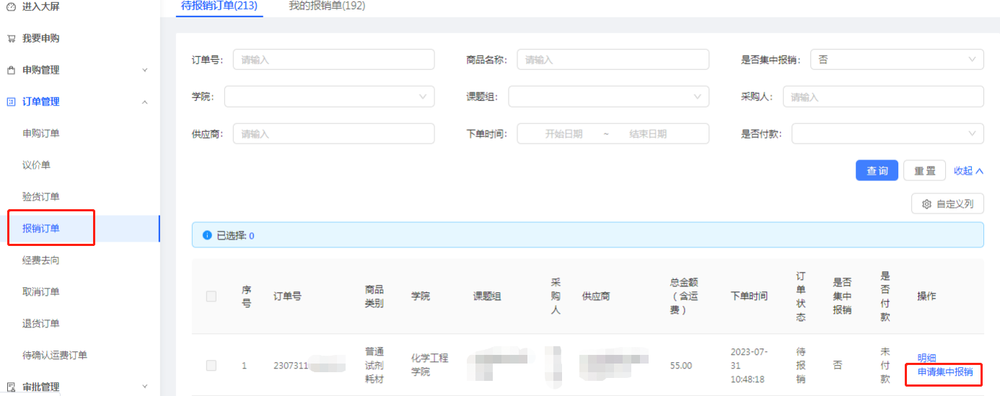 进入大屏
我要申购
申购管理
订单管理
申购订单
议价单
验货订单
报销订单
经费去向
取消订单
退货订单
待确认运费订单
审批管理
待报销订单(213) 我的报销单(192)
订单号: 请输入 商品名称: 请输入 是否集中报销: 否
学院: 课题组: 采购人: 请输入
供应商: 请输入 下单时间: 开始日期 ~ 结束日期 是否付款:
查询 重置 收起
自定义列
已选择: 0
序号 订单号 商品类别 学院 课题组 采购人 供应商 总金额（含运费） 下单时间 订单状态 是否集中报销 是否付款 操作
1 2307311 普通试剂耗材 化学工程学院 55.00 2023-07-31 10:48:18 待报销 否 未付款 明细
申请集中报销